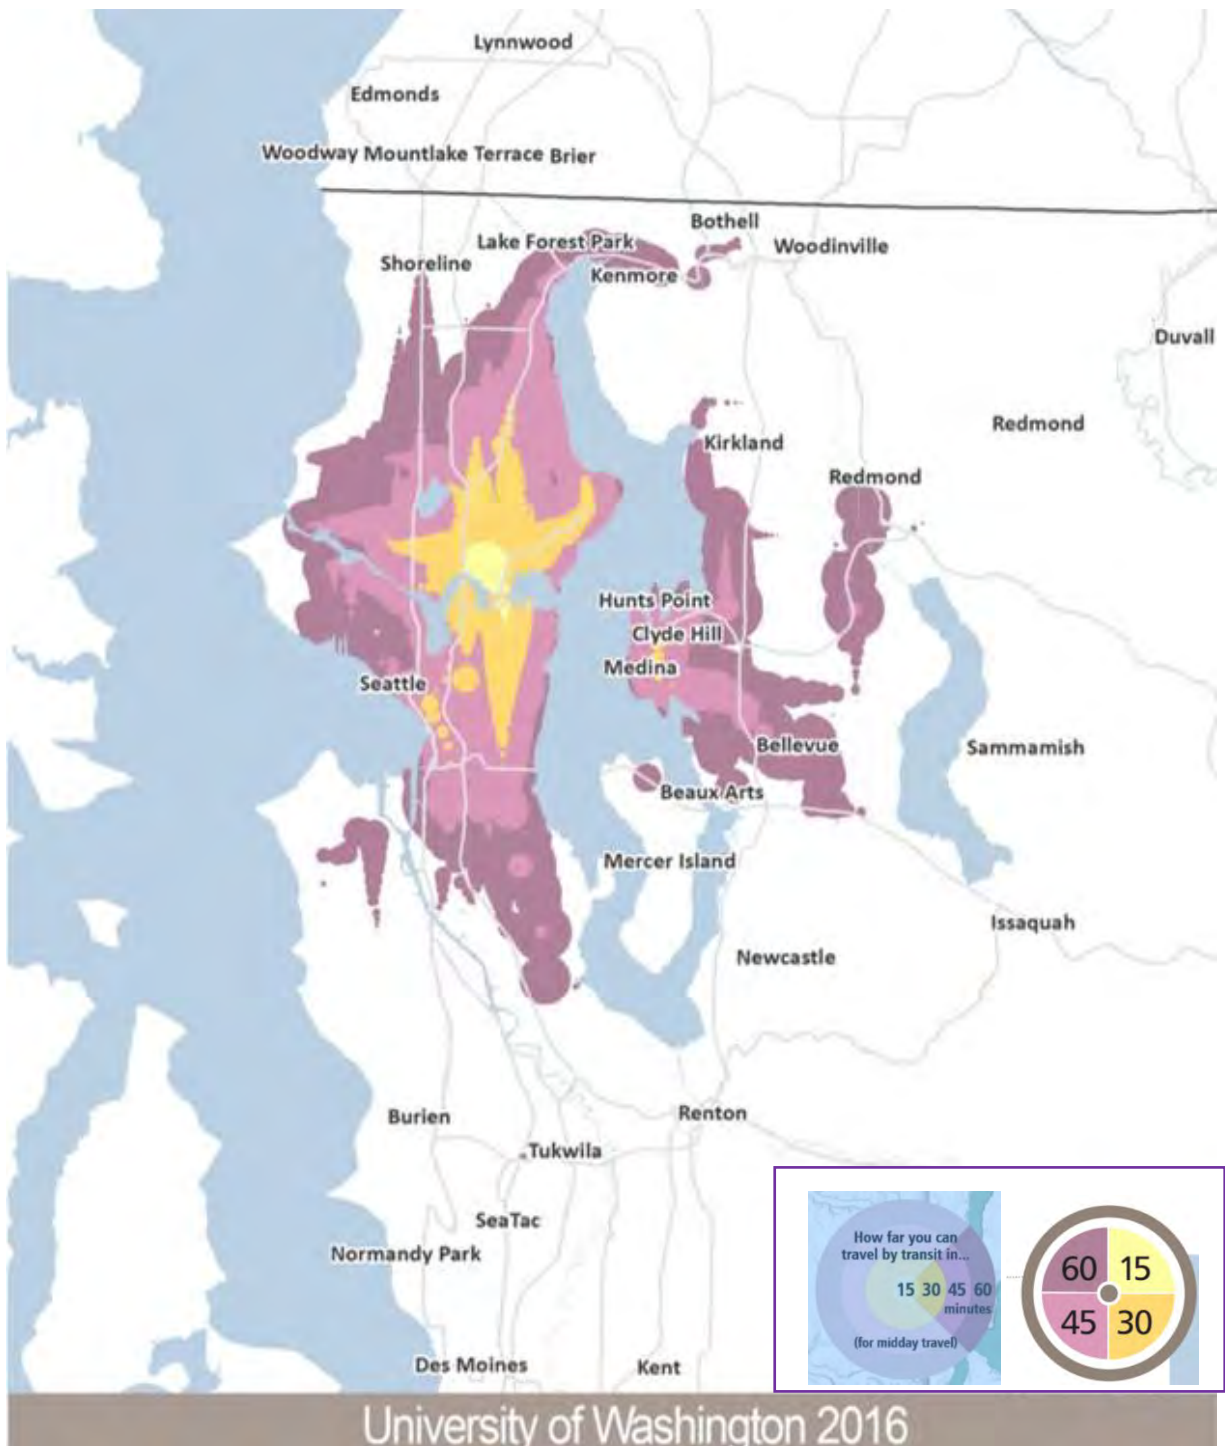 Lynnwood
Edmonds
Woodway Mountlake Terrace Brier
Bothell
Lake Forest Park
Woodinville
Shoreline
Kenmore
Duvall
Redmond
Kirkland
Redmond
Hunts Point
Clyde Hill
Medina
Seattle
Bellevue
Sammamish
Beaux Arts
Mercer Island
Issaquah
Newcastle
Burien
Renton
Tukwila
SeaTac
Normandy Park
Des Moines
Kent
How far you can
travel by transit in...
15 30 45 60
minutes
(for midday travel)
60 15
45 30
University of Washington 2016